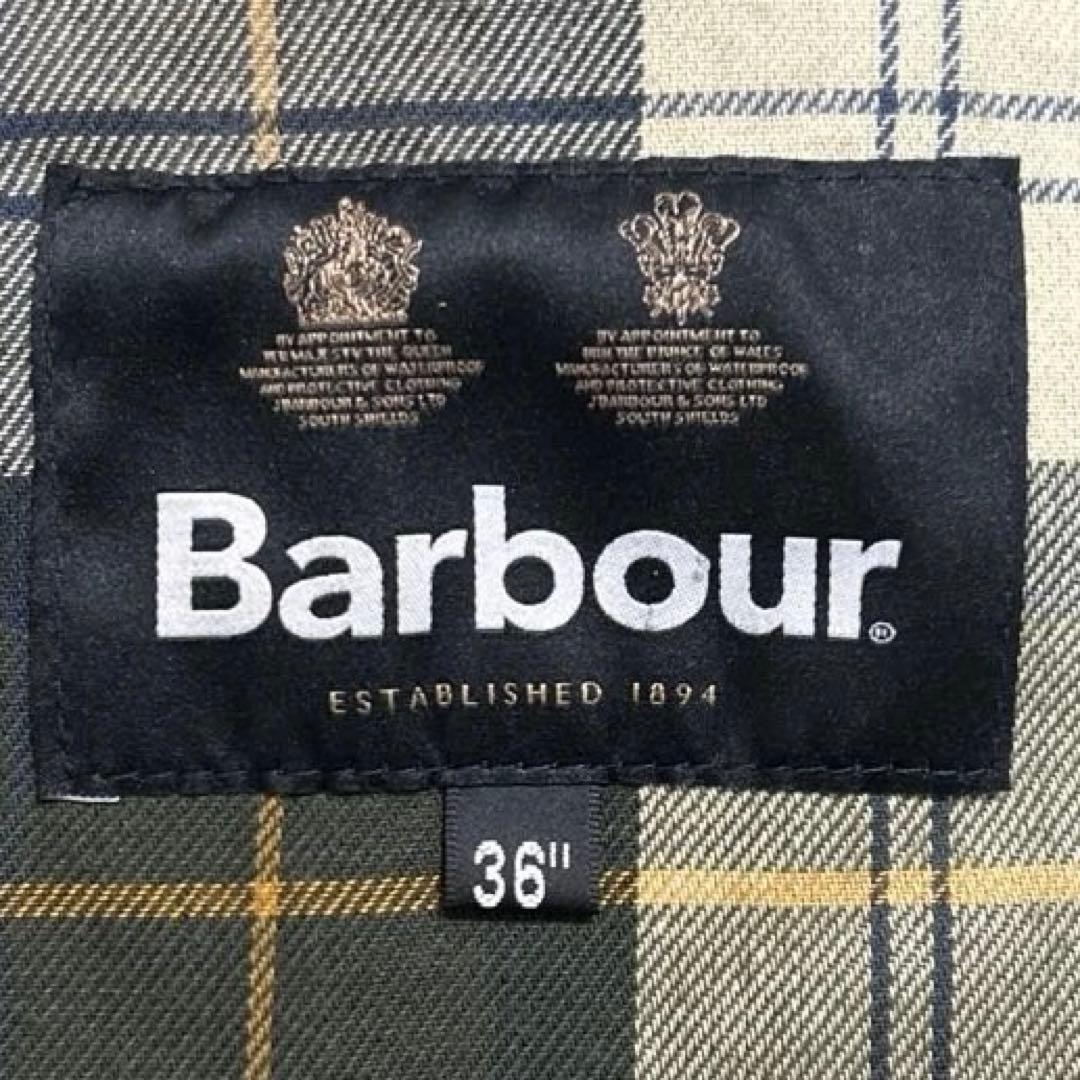 BY APPOINTMENT TO
H.R.MAJESTY THE QUEEN
MANUFACTURERS OF WATERPROOF
AND PROTECTIVE CLOTHING
J BARBOUR & SONS LTD
SOUTH SHIELDS
BY APPOINTMENT TO
HRH THE PRINCE OF WALES
MANUFACTURERS OF WATERPROOF
AND PROTECTIVE CLOTHING
J BARBOUR & SONS LTD
SOUTH SHIELDS
Barbour®
ESTABLISHED 1894
36"